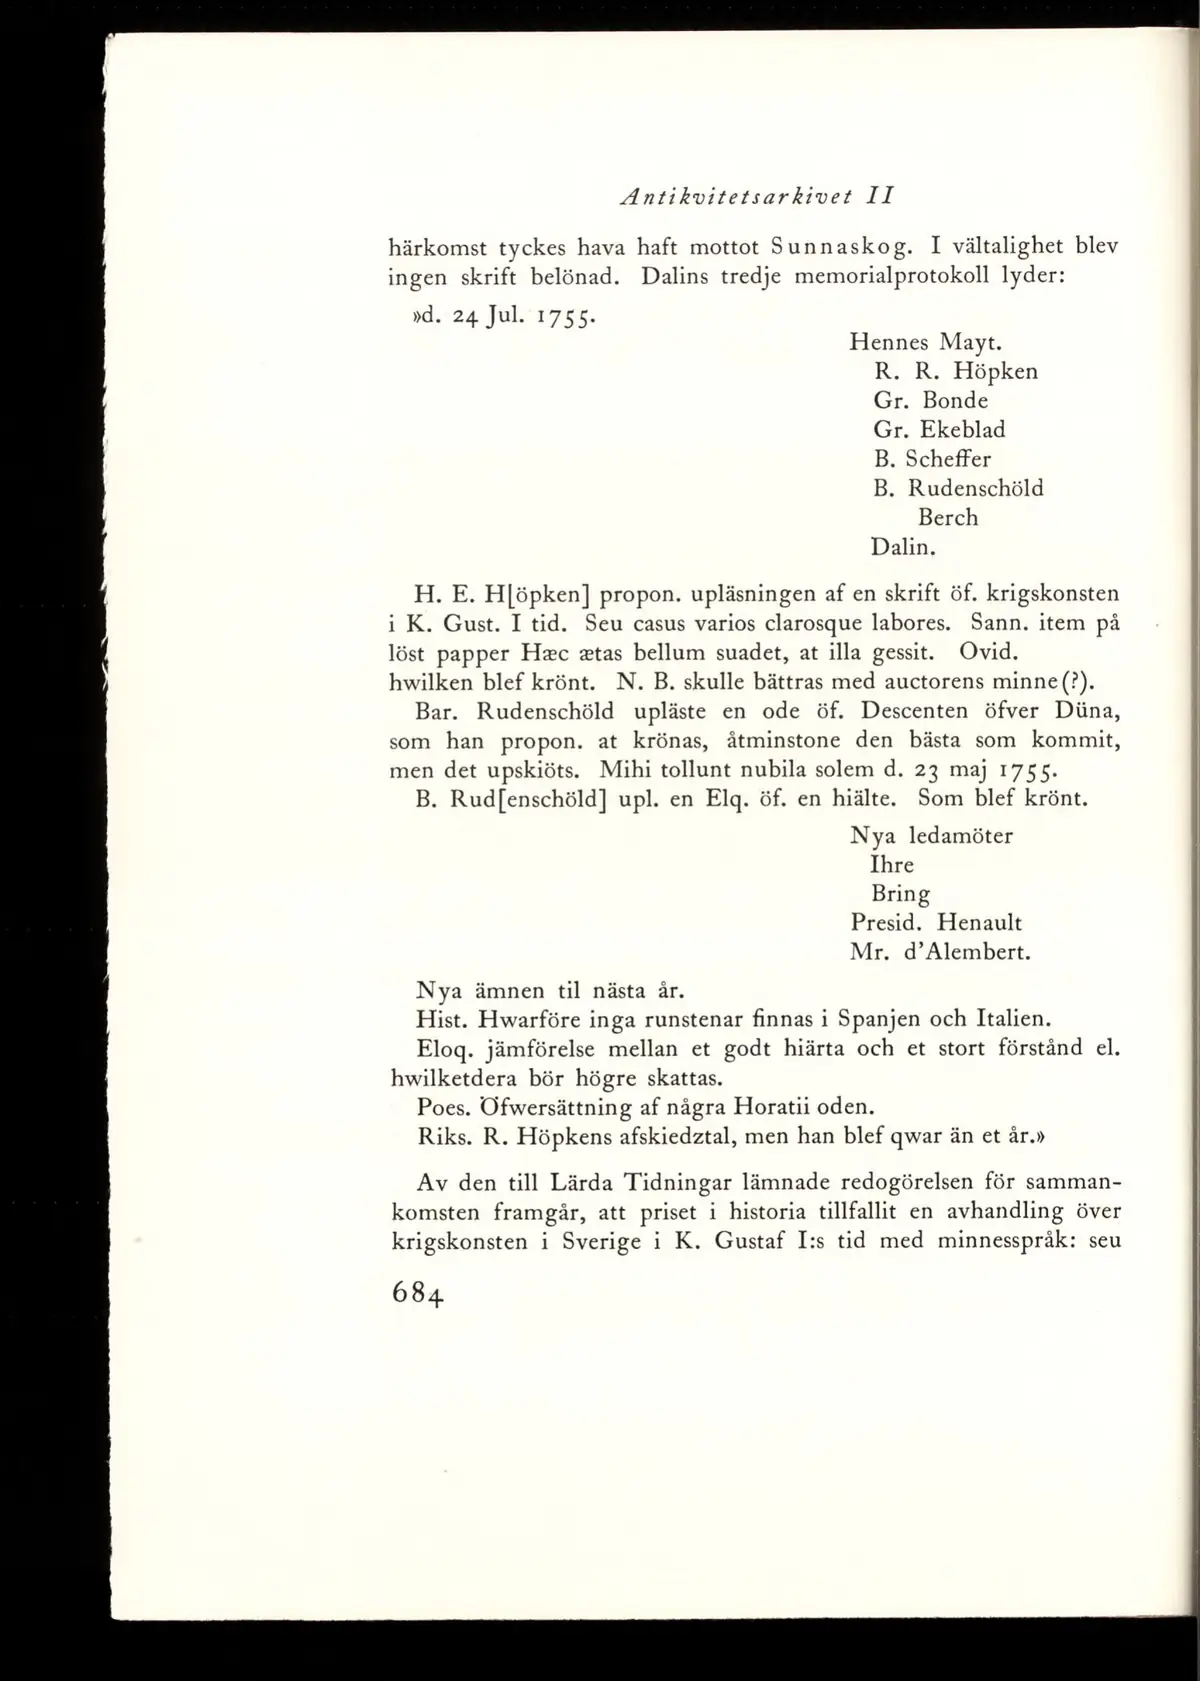 Antikvitetsarkivet II
härkomst tyckes hava haft mottot Sunnaskog. I vältalighet blev
ingen skrift belönad. Dalins tredje memorialprotokoll lyder:
»d. 24 Jul. 1755.
Hennes Mayt.
R. R. Höpken
Gr. Bonde
Gr. Ekeblad
B. Scheffer
B. Rudenschöld
Berch
Dalin.
H. E. H[öpken] propon. upläsningen af en skrift öf. krigskonsten
i K. Gust. I tid. Seu casus varios clarosque labores. Sann. item på
löst papper Hæc ætas bellum suadet, at illa gessit. Ovid.
hwilken blef krönt. N. B. skulle bättras med auctorens minne(?).
Bar. Rudenschöld upläste en ode öf. Descenten öfver Düna,
som han propon. at krönas, åtminstone den bästa som kommit,
men det upskiöts. Mihi tollunt nubila solem d. 23 maj 1755.
B. Rud[enschöld] upl. en Elq. öf. en hiälte. Som blef krönt.
Nya ledamöter
Ihre
Bring
Presid. Henault
Mr. d'Alembert.
Nya ämnen til nästa år.
Hist. Hwarföre inga runstenar finnas i Spanjen och Italien.
Eloq. jämförelse mellan et godt hiärta och et stort förstånd el.
hwilketdera bör högre skattas.
Poes. Öfwersättning af några Horatii oden.
Riks. R. Höpkens afskiedztal, men han blef qwar än et år.»
Av den till Lärda Tidningar lämnade redogörelsen för samman-
komsten framgår, att priset i historia tillfallit en avhandling över
krigskonsten i Sverige i K. Gustaf I:s tid med minnesspråk: seu
684